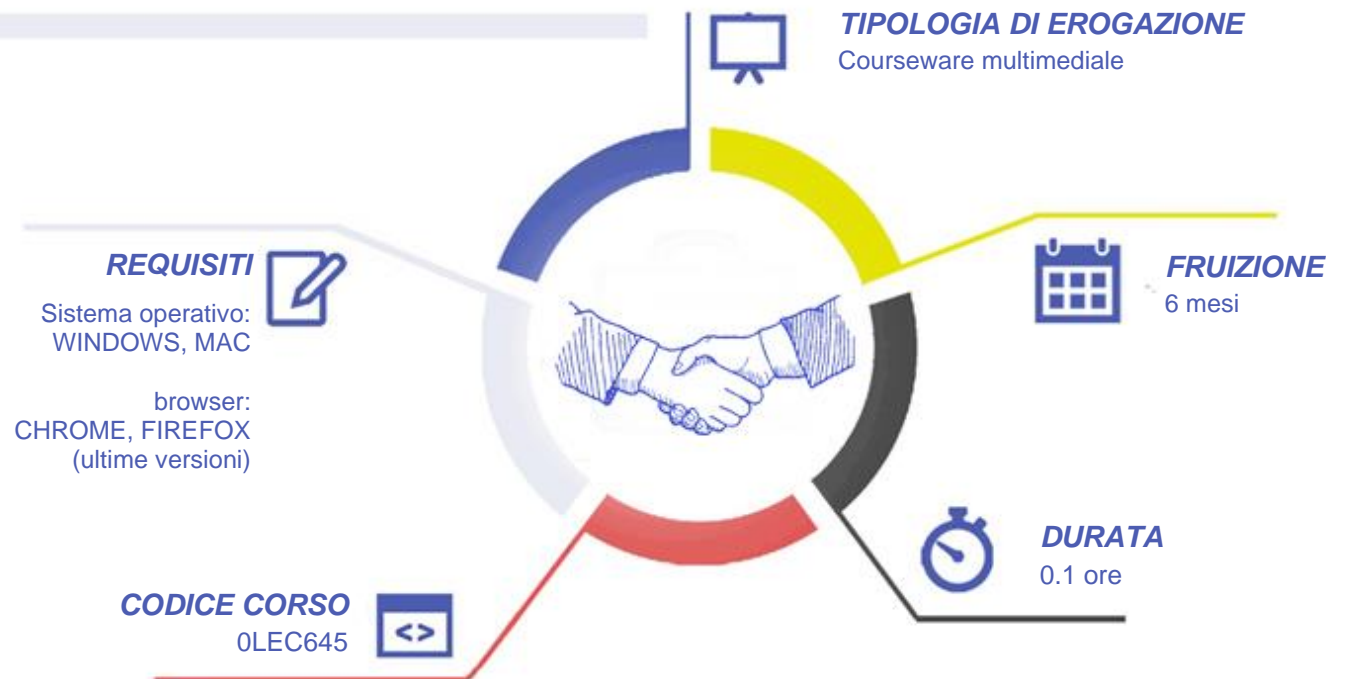 TIPOLOGIA DI EROGAZIONE
Courseware multimediale
REQUISITI
Sistema operativo:
WINDOWS, MAC
browser:
CHROME, FIREFOX
(ultime versioni)
FRUIZIONE
6 mesi
DURATA
0.1 ore
CODICE CORSO
0LEC645